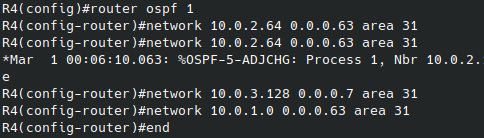 R4(config)#router ospf 1
R4(config-router)#network 10.0.2.64 0.0.0.63 area 31
R4(config-router)#network 10.0.2.64 0.0.0.63 area 31
*Mar  1 00:06:10.063: %OSPF-5-ADJCHG: Process 1, Nbr 10.0.2.
e
R4(config-router)#network 10.0.3.128 0.0.0.7 area 31
R4(config-router)#network 10.0.1.0 0.0.0.63 area 31
R4(config-router)#end